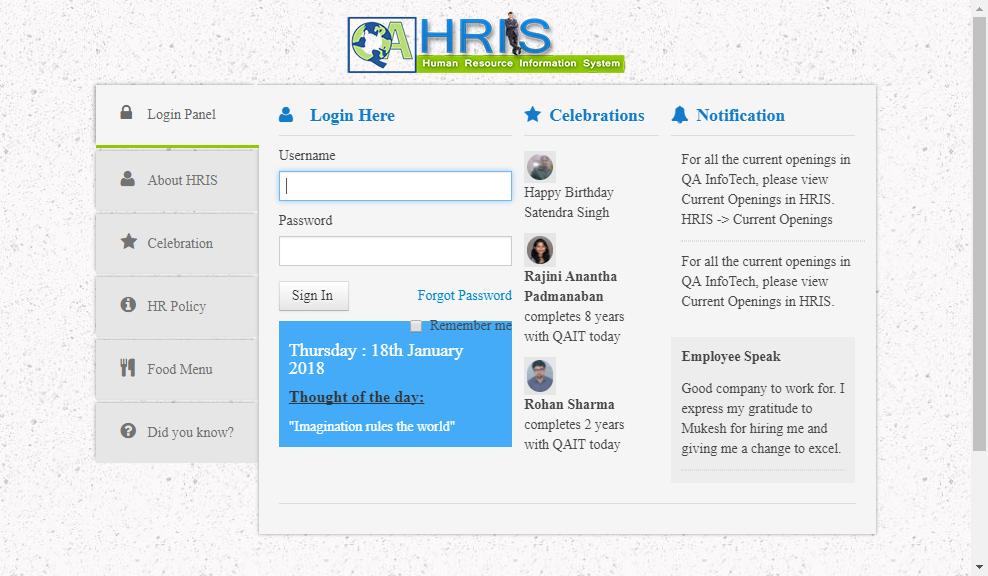 QA HRIS
Human Resource Information System
Login Panel
About HRIS
Celebration
HR Policy
Food Menu
Did you know?
Login Here
Username
Password
Sign In
Forgot Password
Remember me
Thursday : 18th January
2018
Thought of the day:
"Imagination rules the world"
Celebrations
Happy Birthday
Satendra Singh
Rajini Anantha
Padmanaban
completes 8 years
with QAIT today
Rohan Sharma
completes 2 years
with QAIT today
Notification
For all the current openings in
QA InfoTech, please view
Current Openings in HRIS.
HRIS -> Current Openings
For all the current openings in
QA InfoTech, please view
Current Openings in HRIS.
Employee Speak
Good company to work for. I
express my gratitude to
Mukesh for hiring me and
giving me a change to excel.